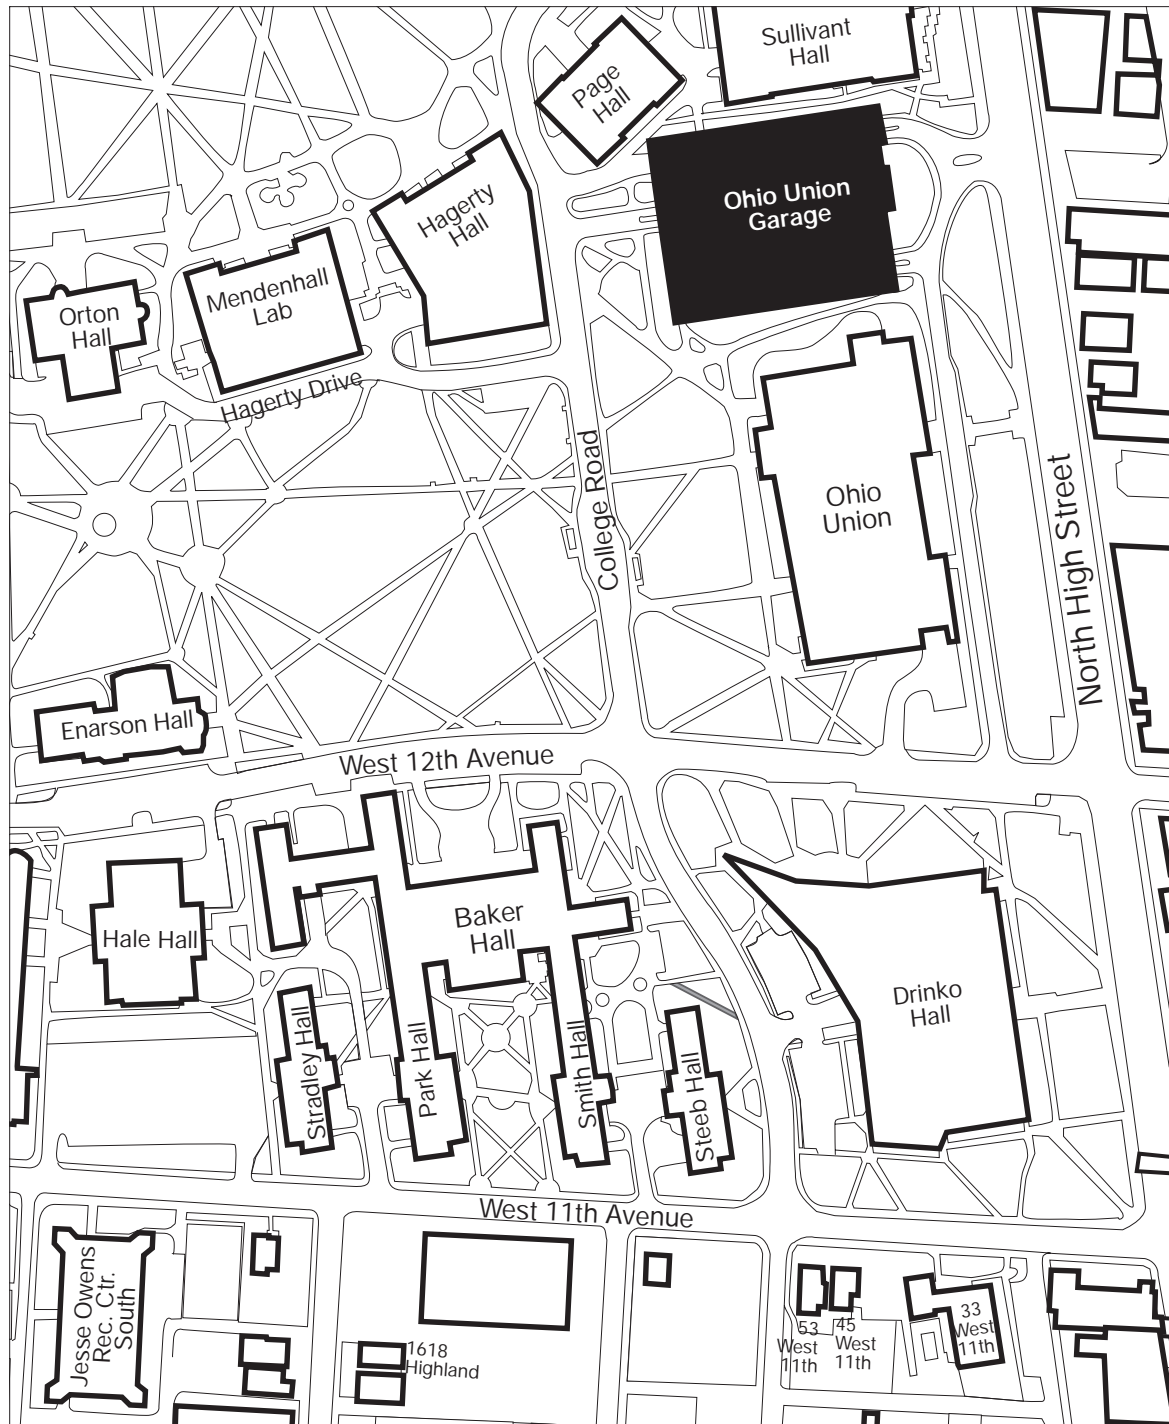 Sullivant
Hall
Page
Hall
Ohio Union
Garage
Hagerty
Hall
Mendenhall
Lab
Orton
Hall
Hagerty Drive
College Road
Ohio
Union
North High Street
Enarson Hall
West 12th Avenue
Baker
Hall
Hale Hall
Drinko
Hall
Stradley Hall
Park Hall
Smith Hall
Steeb Hall
West 11th Avenue
Jesse Owens
Rec. Ctr.
South
1618
Highland
53
West
11th
45
West
11th
33
West
11th